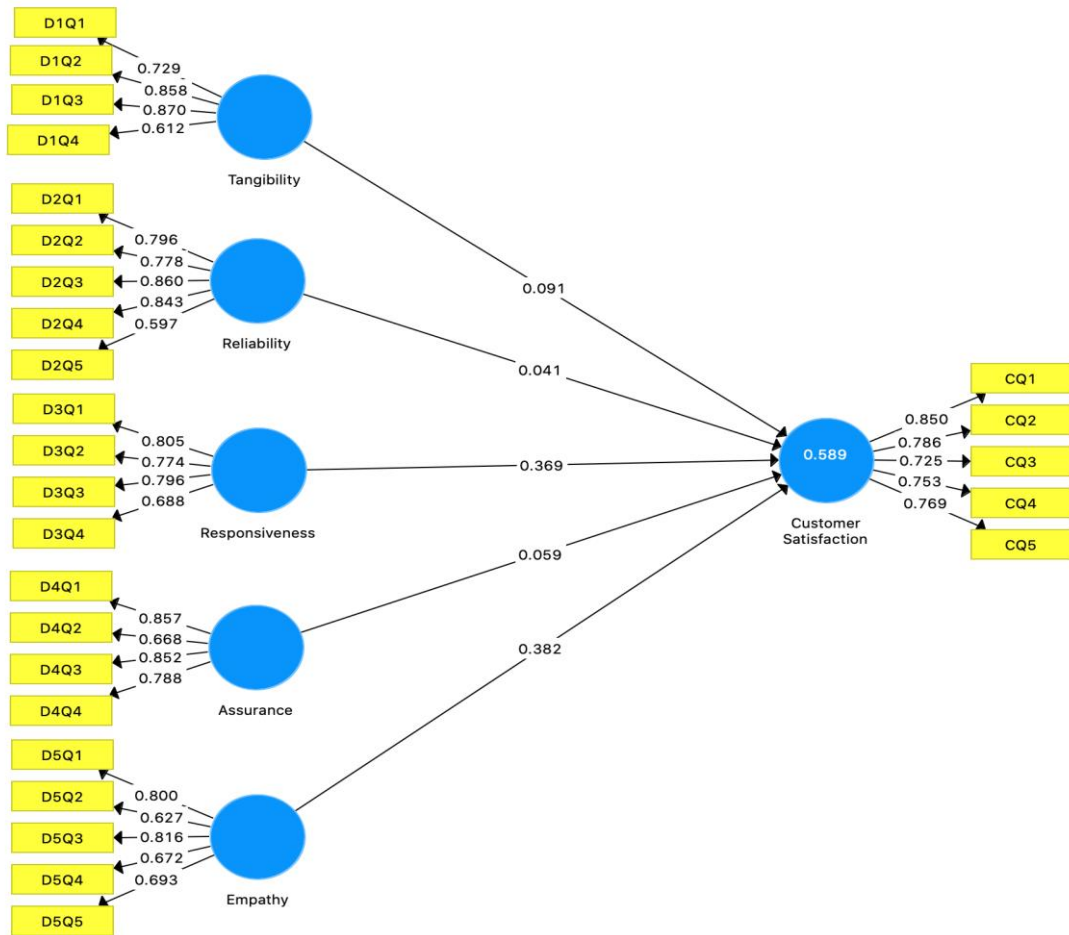 D1Q1
D1Q2
D1Q3
D1Q4
0.729
0.858
0.870
0.612
Tangibility
D2Q1
D2Q2
D2Q3
D2Q4
D2Q5
0.796
0.778
0.860
0.843
0.597
Reliability
D3Q1
D3Q2
D3Q3
D3Q4
0.805
0.774
0.796
0.688
Responsiveness
D4Q1
D4Q2
D4Q3
D4Q4
0.857
0.668
0.852
0.788
Assurance
D5Q1
D5Q2
D5Q3
D5Q4
D5Q5
0.800
0.627
0.816
0.672
0.693
Empathy
0.091
0.041
0.369
0.059
0.382
0.589
Customer
Satisfaction
0.850
0.786
0.725
0.753
0.769
CQ1
CQ2
CQ3
CQ4
CQ5